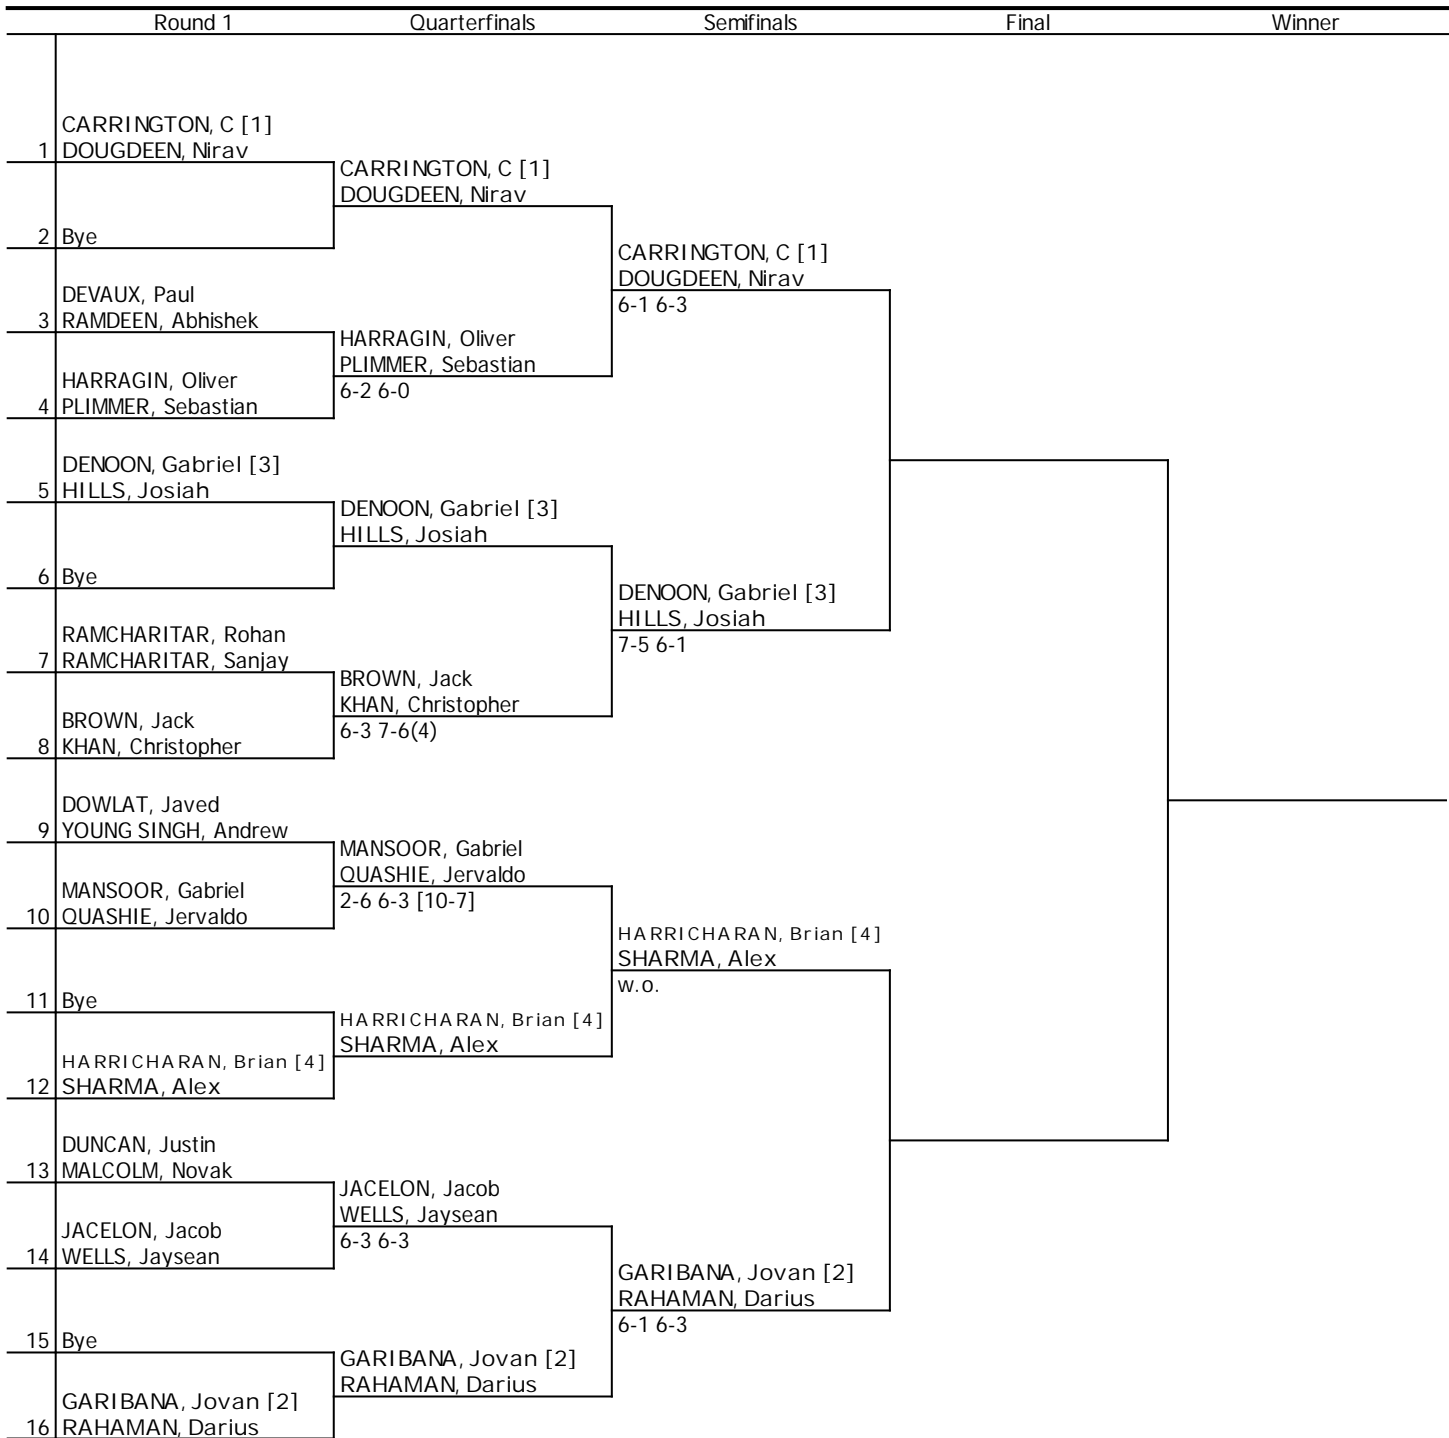 Round 1 Quarterfinals Semifinals Final Winner
CARRINGTON, C [1]
1 DOUGDEEN, Nirav
CARRINGTON, C [1]
DOUGDEEN, Nirav
2 Bye
CARRINGTON, C [1]
DOUGDEEN, Nirav
6-1 6-3
DEVAUX, Paul
3 RAMDEEN, Abhishek
HARRAGIN, Oliver
PLIMMER, Sebastian
6-2 6-0
HARRAGIN, Oliver
4 PLIMMER, Sebastian
DENOON, Gabriel [3]
5 HILLS, Josiah
DENOON, Gabriel [3]
HILLS, Josiah
6 Bye
DENOON, Gabriel [3]
HILLS, Josiah
7-5 6-1
RAMCHARITAR, Rohan
7 RAMCHARITAR, Sanjay
BROWN, Jack
KHAN, Christopher
6-3 7-6(4)
BROWN, Jack
8 KHAN, Christopher
DOWLAT, Javed
9 YOUNG SINGH, Andrew
MANSOOR, Gabriel
QUASHIE, Jervaldo
2-6 6-3 [10-7]
MANSOOR, Gabriel
10 QUASHIE, Jervaldo
HARRICHARAN, Brian [4]
SHARMA, Alex
w.o.
11 Bye
HARRICHARAN, Brian [4]
SHARMA, Alex
HARRICHARAN, Brian [4]
12 SHARMA, Alex
DUNCAN, Justin
13 MALCOLM, Novak
JACELON, Jacob
WELLS, Jaysean
6-3 6-3
JACELON, Jacob
14 WELLS, Jaysean
GARIBANA, Jovan [2]
RAHAMAN, Darius
6-1 6-3
15 Bye
GARIBANA, Jovan [2]
RAHAMAN, Darius
GARIBANA, Jovan [2]
16 RAHAMAN, Darius